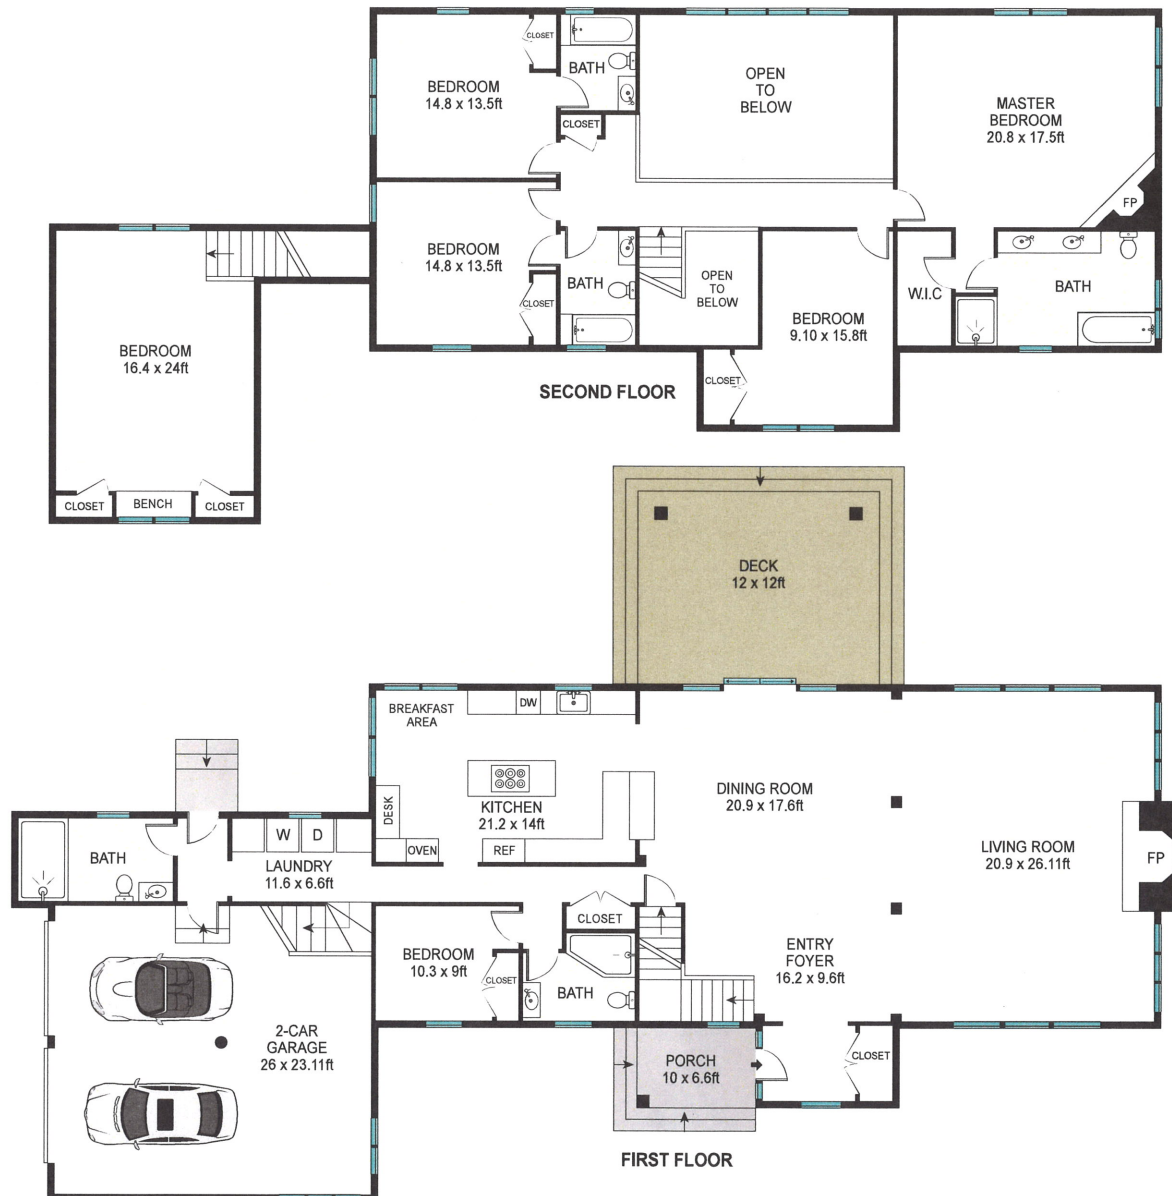 CLOSET
BEDROOM
14.8 x 13.5ft
BATH
CLOSET
OPEN
TO
BELOW
MASTER
BEDROOM
20.8 x 17.5ft
FP
BEDROOM
14.8 x 13.5ft
CLOSET
BATH
OPEN
TO
BELOW
BEDROOM
9.10 x 15.8ft
CLOSET
W.I.C
BATH
BEDROOM
16.4 x 24ft
CLOSET
BENCH
CLOSET
SECOND FLOOR
DECK
12 x 12ft
BREAKFAST
AREA
DW
DESK
KITCHEN
21.2 x 14ft
OVEN
REF
DINING ROOM
20.9 x 17.6ft
LIVING ROOM
20.9 x 26.11ft
FP
BATH
W
D
LAUNDRY
11.6 x 6.6ft
CLOSET
BEDROOM
10.3 x 9ft
CLOSET
BATH
ENTRY
FOYER
16.2 x 9.6ft
2-CAR
GARAGE
26 x 23.11ft
PORCH
10 x 6.6ft
CLOSET
FIRST FLOOR